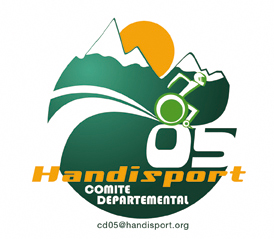 05
Handisport
COMITE
DEPARTEMENTAL
cd05@handisport.org